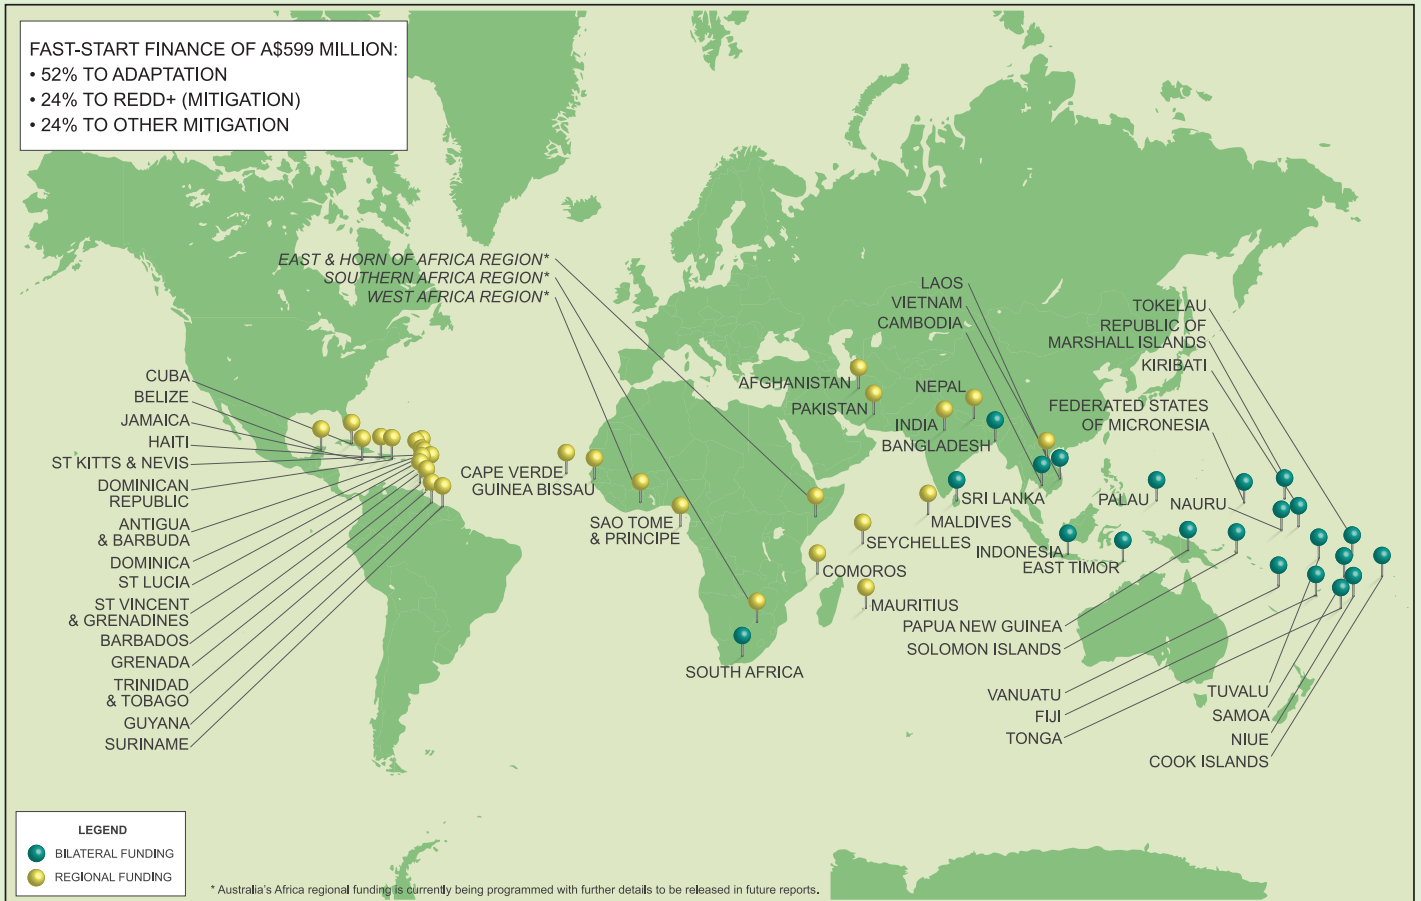 FAST-START FINANCE OF A$599 MILLION:
• 52% TO ADAPTATION
• 24% TO REDD+ (MITIGATION)
• 24% TO OTHER MITIGATION
EAST & HORN OF AFRICA REGION*
SOUTHERN AFRICA REGION*
WEST AFRICA REGION*
CUBA
BELIZE
JAMAICA
HAITI
ST KITTS & NEVIS
DOMINICAN
REPUBLIC
ANTIGUA
& BARBUDA
DOMINICA
ST LUCIA
ST VINCENT
& GRENADINES
BARBADOS
GRENADA
TRINIDAD
& TOBAGO
GUYANA
SURINAME
CAPE VERDE
GUINEA BISSAU
SAO TOME
& PRINCIPE
SOUTH AFRICA
COMOROS
SEYCHELLES
MAURITIUS
MALDIVES
AFGHANISTAN
PAKISTAN
NEPAL
INDIA
BANGLADESH
SRI LANKA
LAOS
VIETNAM
CAMBODIA
INDONESIA
EAST TIMOR
PALAU
TOKELAU
REPUBLIC OF
MARSHALL ISLANDS
KIRIBATI
FEDERATED STATES
OF MICRONESIA
NAURU
PAPUA NEW GUINEA
SOLOMON ISLANDS
VANUATU
FIJI
TONGA
TUVALU
SAMOA
NIUE
COOK ISLANDS
LEGEND
BILATERAL FUNDING
REGIONAL FUNDING
* Australia's Africa regional funding is currently being programmed with further details to be released in future reports.